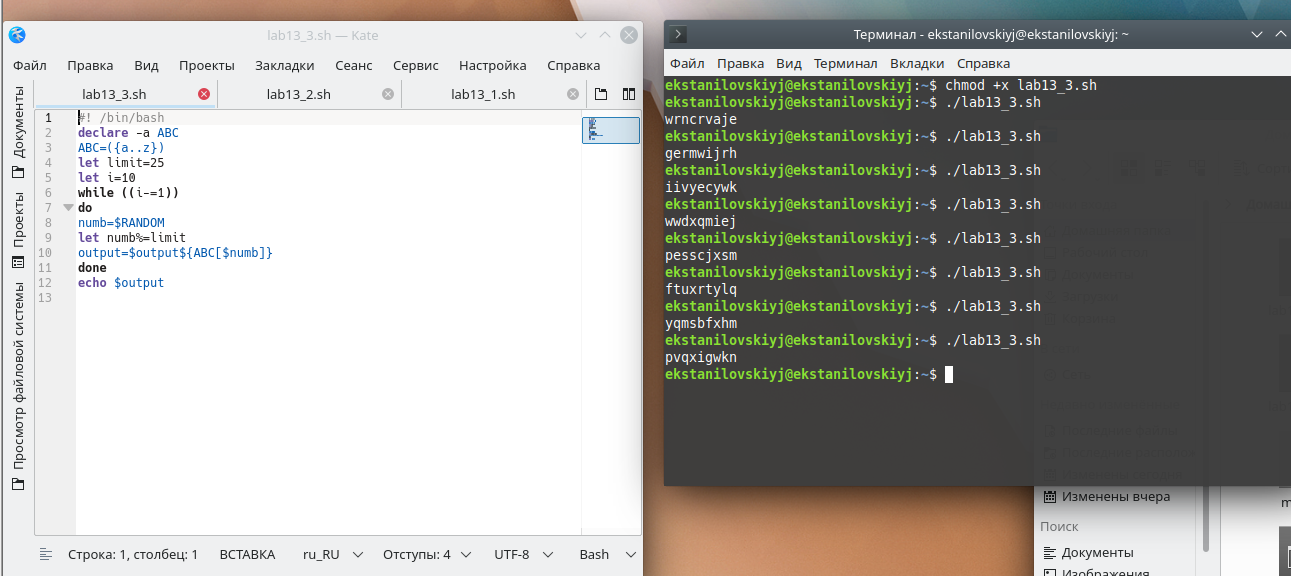 lab13_3.sh — Kate
Файл Правка Вид Проекты Закладки Сеанс Сервис Настройка Справка
lab13_3.sh lab13_2.sh lab13_1.sh
Документы
Проекты
Просмотр файловой системы
1 #! /bin/bash
2 declare -a ABC
3 ABC=({a..z})
4 let limit=25
5 let i=10
6 while ((i-=1))
7 do
8 numb=$RANDOM
9 let numb%=limit
10 output=$output${ABC[$numb]}
11 done
12 echo $output
13
Строка: 1, столбец: 1 ВСТАВКА ru_RU Отступы: 4 UTF-8 Bash
Терминал - ekstanilovskiyj@ekstanilovskiyj: ~
Файл Правка Вид Терминал Вкладки Справка
ekstanilovskiyj@ekstanilovskiyj:~$ chmod +x lab13_3.sh
ekstanilovskiyj@ekstanilovskiyj:~$ ./lab13_3.sh
wrncrvaje
ekstanilovskiyj@ekstanilovskiyj:~$ ./lab13_3.sh
germwijrh
ekstanilovskiyj@ekstanilovskiyj:~$ ./lab13_3.sh
iivyecywk
ekstanilovskiyj@ekstanilovskiyj:~$ ./lab13_3.sh
wwdxqmiej
ekstanilovskiyj@ekstanilovskiyj:~$ ./lab13_3.sh
pesscjxsm
ekstanilovskiyj@ekstanilovskiyj:~$ ./lab13_3.sh
ftuxrtylq
ekstanilovskiyj@ekstanilovskiyj:~$ ./lab13_3.sh
yqmsbfxhm
ekstanilovskiyj@ekstanilovskiyj:~$ ./lab13_3.sh
pvqxigwkn
ekstanilovskiyj@ekstanilovskiyj:~$
Изменены вчера
Поиск
Документы
Изображения